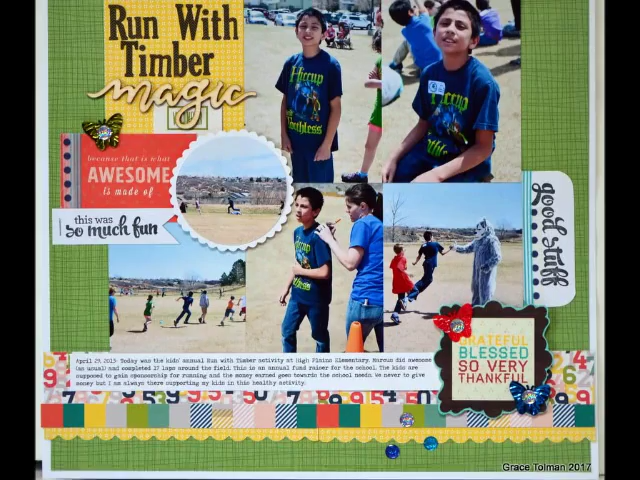 Run With
Timber
magic
because that is what
AWESOME
is made of
this was
so much fun
Hiccup
Toothless
Hiccup
good stuff
GRATEFUL
BLESSED
SO VERY
THANKFUL
April 29, 2015- Today was the kids' annual Run with Timber activity at High Plains Elementary. Marcus did awesome
(as usual) and completed 17 laps around the field. This is an annual fund raiser for the school. The kids are
supposed to gain sponsorship for running and the money earned goes towards the school needs. We never to give
money but I am always there supporting my kids in this healthy activity.
Grace Tolman 2017